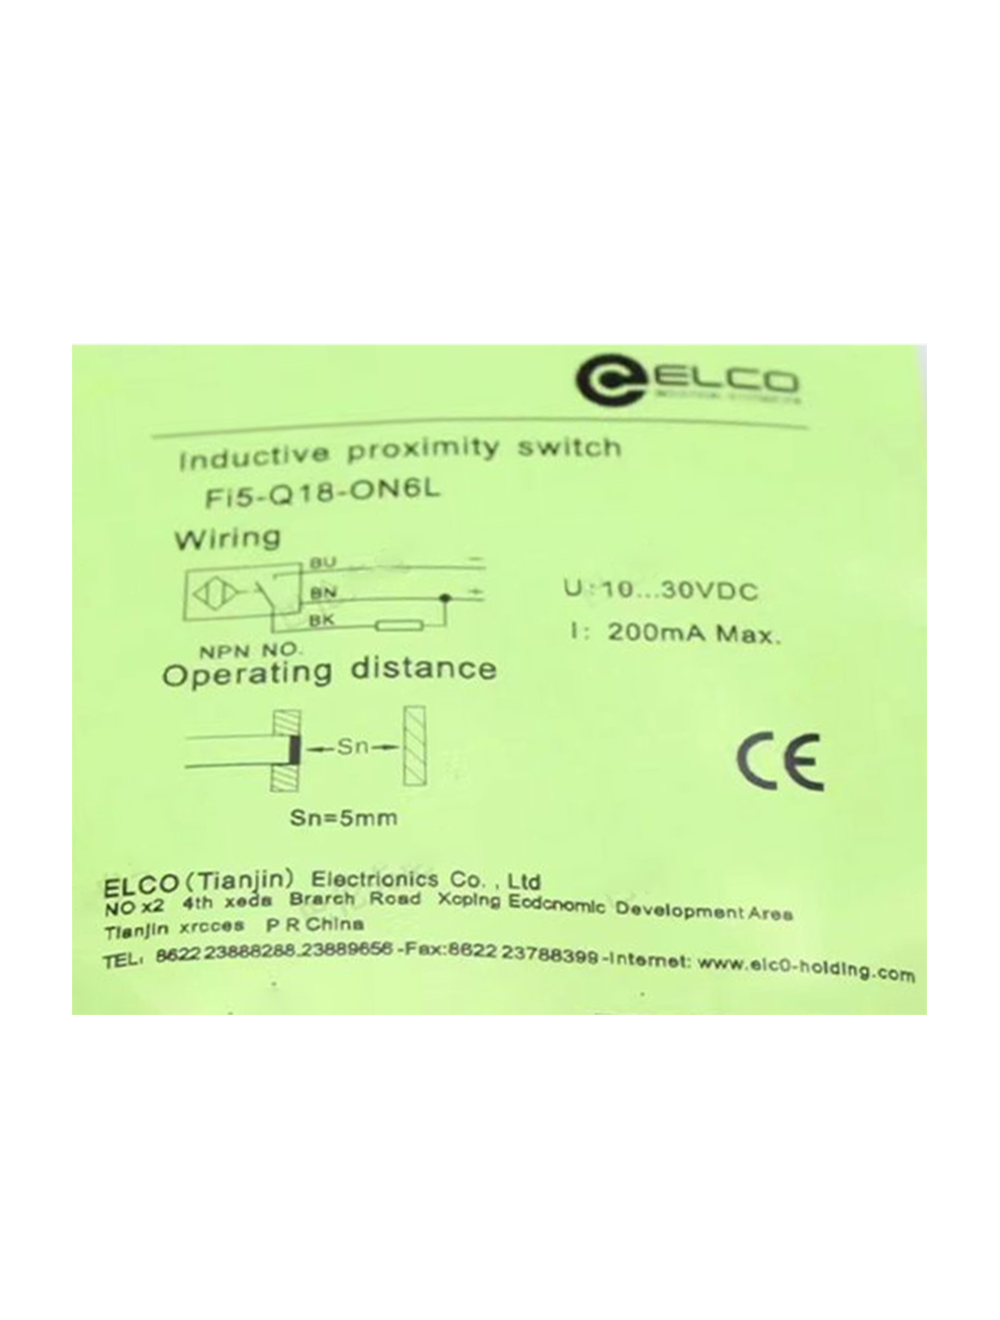 ELCO
Inductive proximity switch
Fi5-Q18-ON6L
Wiring
BU −
BN +
BK
NPN NO.
U:10...30VDC
I: 200mA Max.
Operating distance
Sn
Sn=5mm
CE
ELCO (Tianjin) Electrionics Co. , Ltd
NO x2 4th xeda Brarch Road Xcping Eodcnomic Development Area
Tianjin xrcces P R China
TEL: 8622 23888288.23889656 -Fax:8622 23788399 -Internet: www.elc0-holding.com